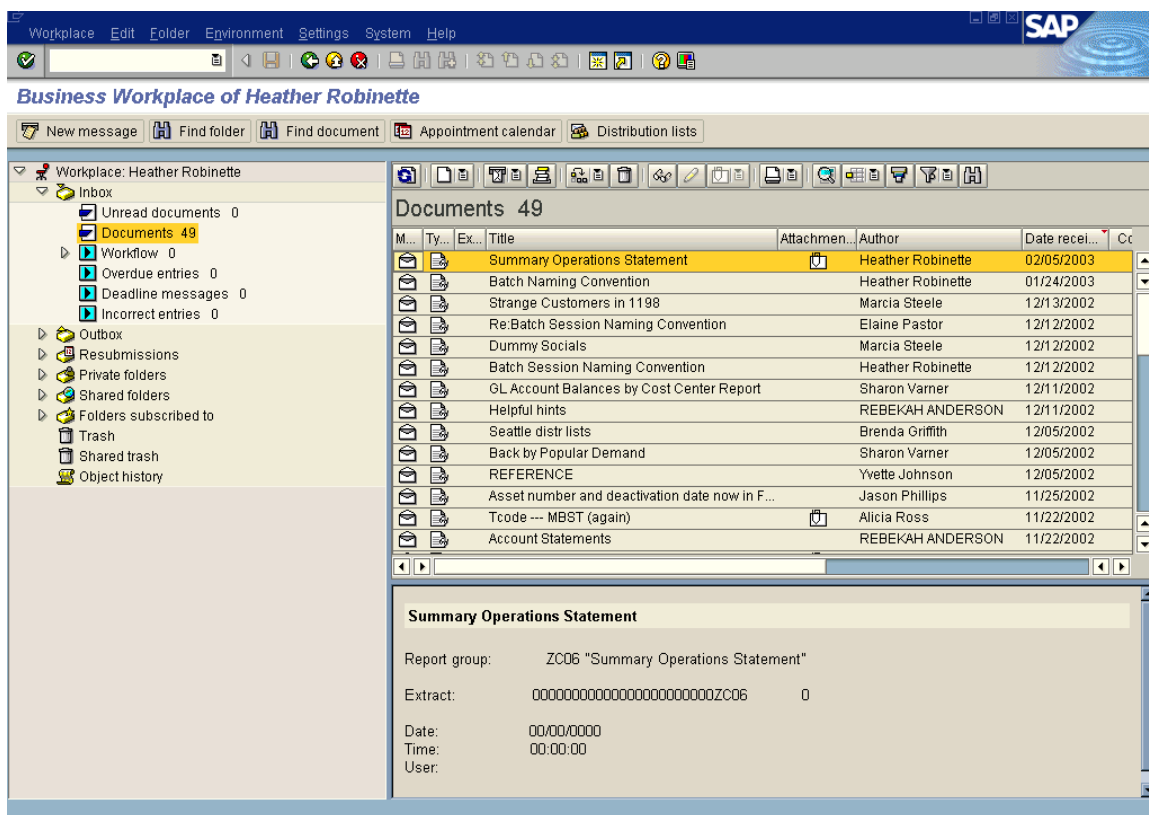 Workplace Edit Folder Environment Settings System Help
SAP
Business Workplace of Heather Robinette
New message Find folder Find document Appointment calendar Distribution lists
Workplace: Heather Robinette
Inbox
Unread documents 0
Documents 49
Workflow 0
Overdue entries 0
Deadline messages 0
Incorrect entries 0
Outbox
Resubmissions
Private folders
Shared folders
Folders subscribed to
Trash
Shared trash
Object history
Documents 49
M... Ty... Ex... Title Attachmen... Author Date recei... Co
Summary Operations Statement Heather Robinette 02/05/2003
Batch Naming Convention Heather Robinette 01/24/2003
Strange Customers in 1198 Marcia Steele 12/13/2002
Re:Batch Session Naming Convention Elaine Pastor 12/12/2002
Dummy Socials Marcia Steele 12/12/2002
Batch Session Naming Convention Heather Robinette 12/12/2002
GL Account Balances by Cost Center Report Sharon Varner 12/11/2002
Helpful hints REBEKAH ANDERSON 12/11/2002
Seattle distr lists Brenda Griffith 12/05/2002
Back by Popular Demand Sharon Varner 12/05/2002
REFERENCE Yvette Johnson 12/05/2002
Asset number and deactivation date now in F... Jason Phillips 11/25/2002
Tcode --- MBST (again) Alicia Ross 11/22/2002
Account Statements REBEKAH ANDERSON 11/22/2002
Summary Operations Statement
Report group: ZC06 "Summary Operations Statement"
Extract: 00000000000000000000000ZC06 0
Date: 00/00/0000
Time: 00:00:00
User: